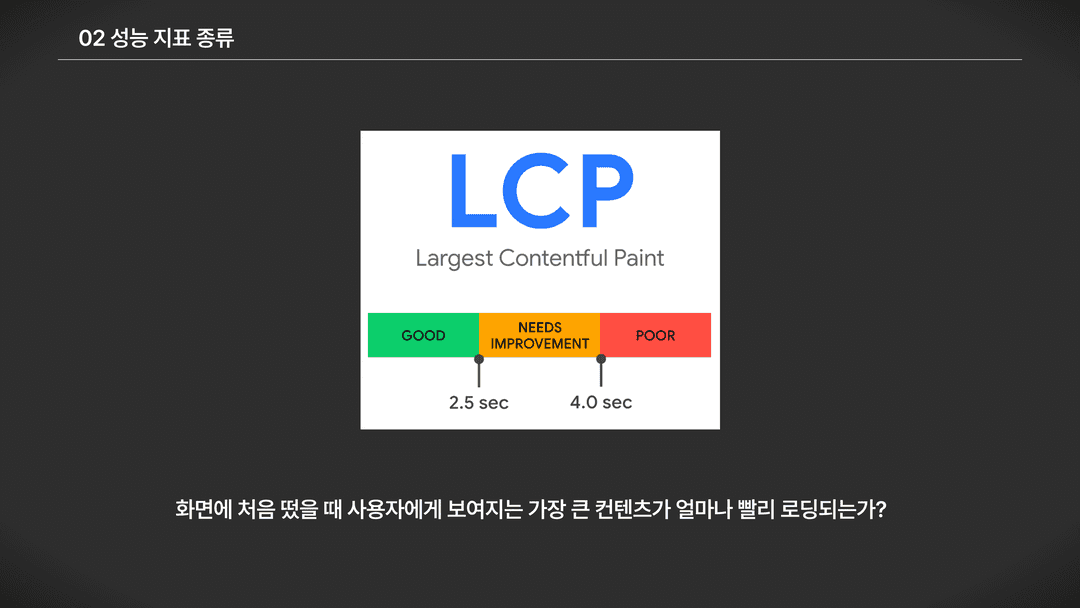 02 성능 지표 종류
LCP
Largest Contentful Paint
GOOD
NEEDS
IMPROVEMENT
POOR
2.5 sec
4.0 sec
화면에 처음 떴을 때 사용자에게 보여지는 가장 큰 컨텐츠가 얼마나 빨리 로딩되는가?